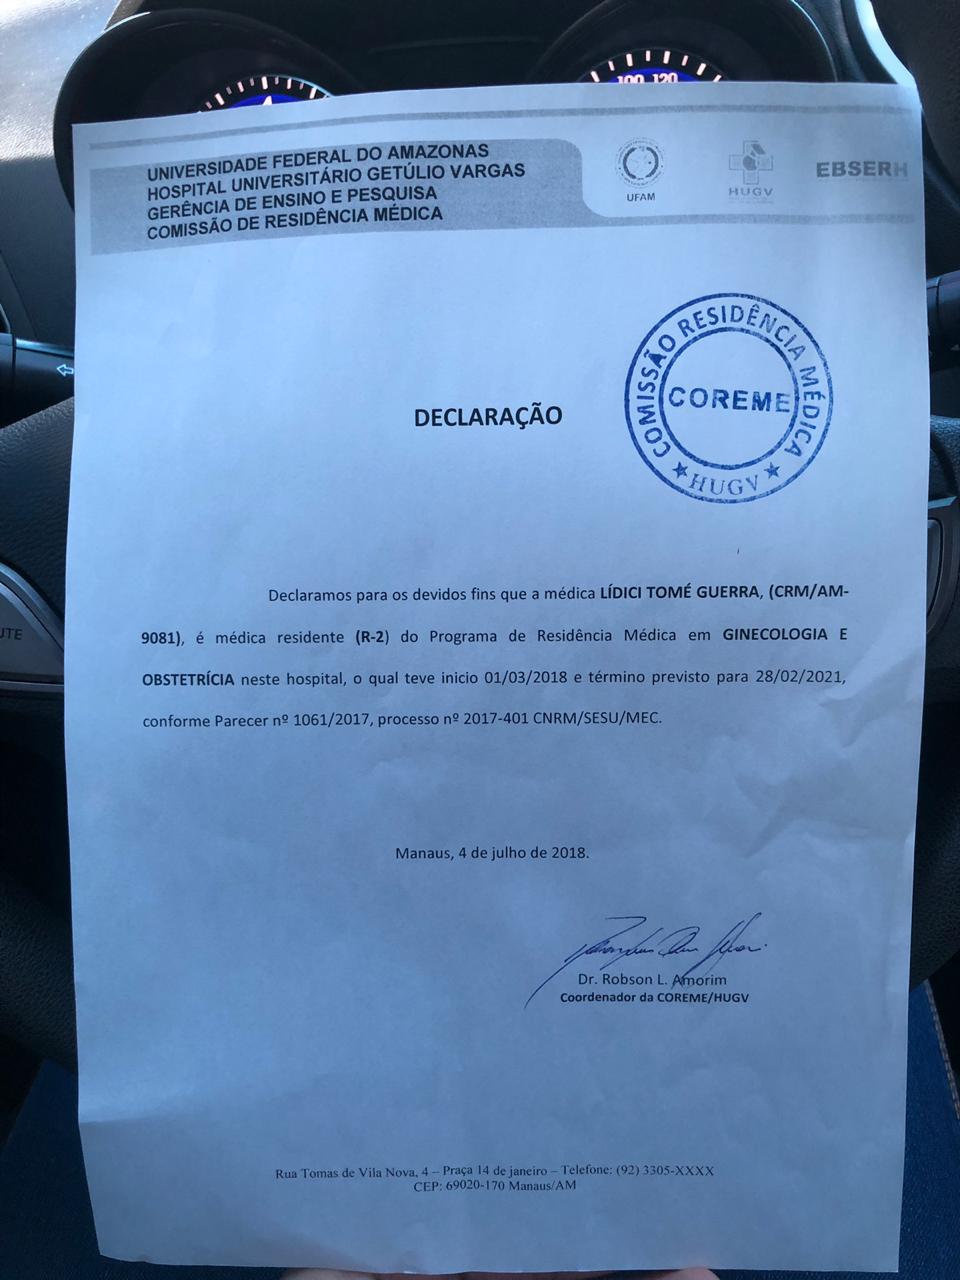 100 120
UNIVERSIDADE FEDERAL DO AMAZONAS
HOSPITAL UNIVERSITÁRIO GETÚLIO VARGAS
GERÊNCIA DE ENSINO E PESQUISA
COMISSÃO DE RESIDÊNCIA MÉDICA
UFAM
HUGV
EBSERH
COMISSÃO RESIDÊNCIA MÉDICA
COREME
★ HUGV ★
DECLARAÇÃO
Declaramos para os devidos fins que a médica LÍDICI TOMÉ GUERRA, (CRM/AM-
9081), é médica residente (R-2) do Programa de Residência Médica em GINECOLOGIA E
OBSTETRÍCIA neste hospital, o qual teve inicio 01/03/2018 e término previsto para 28/02/2021,
conforme Parecer nº 1061/2017, processo nº 2017-401 CNRM/SESU/MEC.
Manaus, 4 de julho de 2018.
Dr. Robson L. Amorim
Coordenador da COREME/HUGV
Rua Tomas de Vila Nova, 4 – Praça 14 de janeiro – Telefone: (92) 3305-XXXX
CEP: 69020-170 Manaus/AM